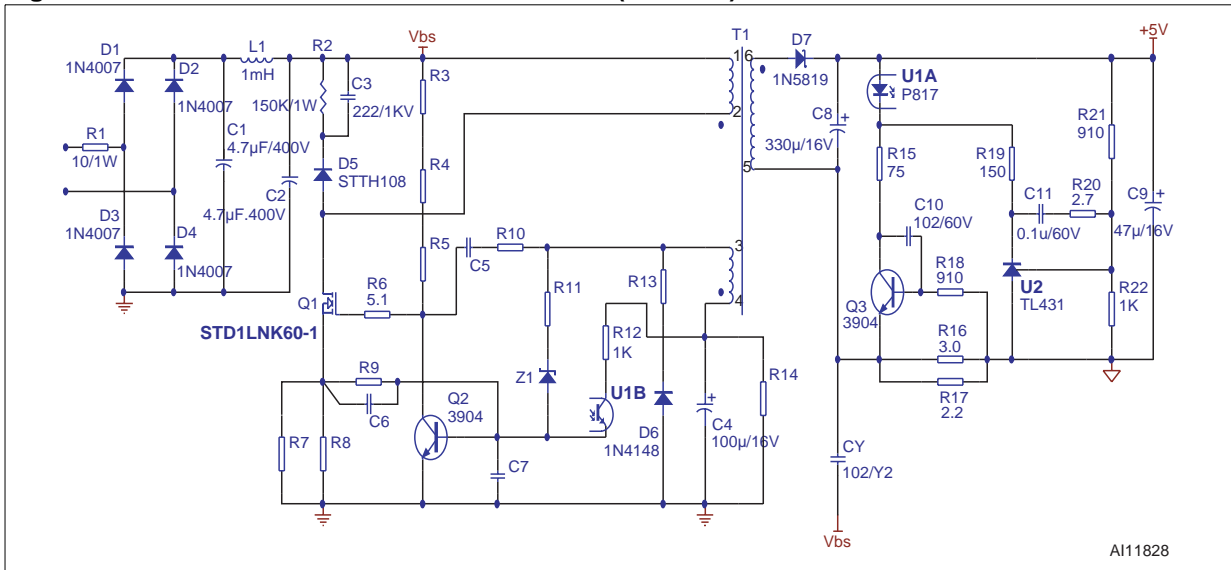 Vbs
T1
+5V
D1
1N4007
D2
1N4007
L1
1mH
R2
150K/1W
C3
222/1KV
R3
1
6
D7
1N5819
U1A
P817
R1
10/1W
C1
4.7µF/400V
C2
4.7µF.400V
D5
STTH108
R4
2
5
C8
+
330µ/16V
R15
75
R19
150
R21
910
C11
0.1u/60V
R20
2.7
C9
+
47µ/16V
D3
1N4007
D4
1N4007
R5
C5
R10
3
4
C10
102/60V
R18
910
U2
TL431
R22
1K
Q1
STD1LNK60-1
R6
5.1
R11
R13
R12
1K
Q3
3904
R16
3.0
R17
2.2
R9
C6
Q2
3904
Z1
U1B
D6
1N4148
C4
+
100µ/16V
R14
R7
R8
C7
CY
102/Y2
Vbs
AI11828